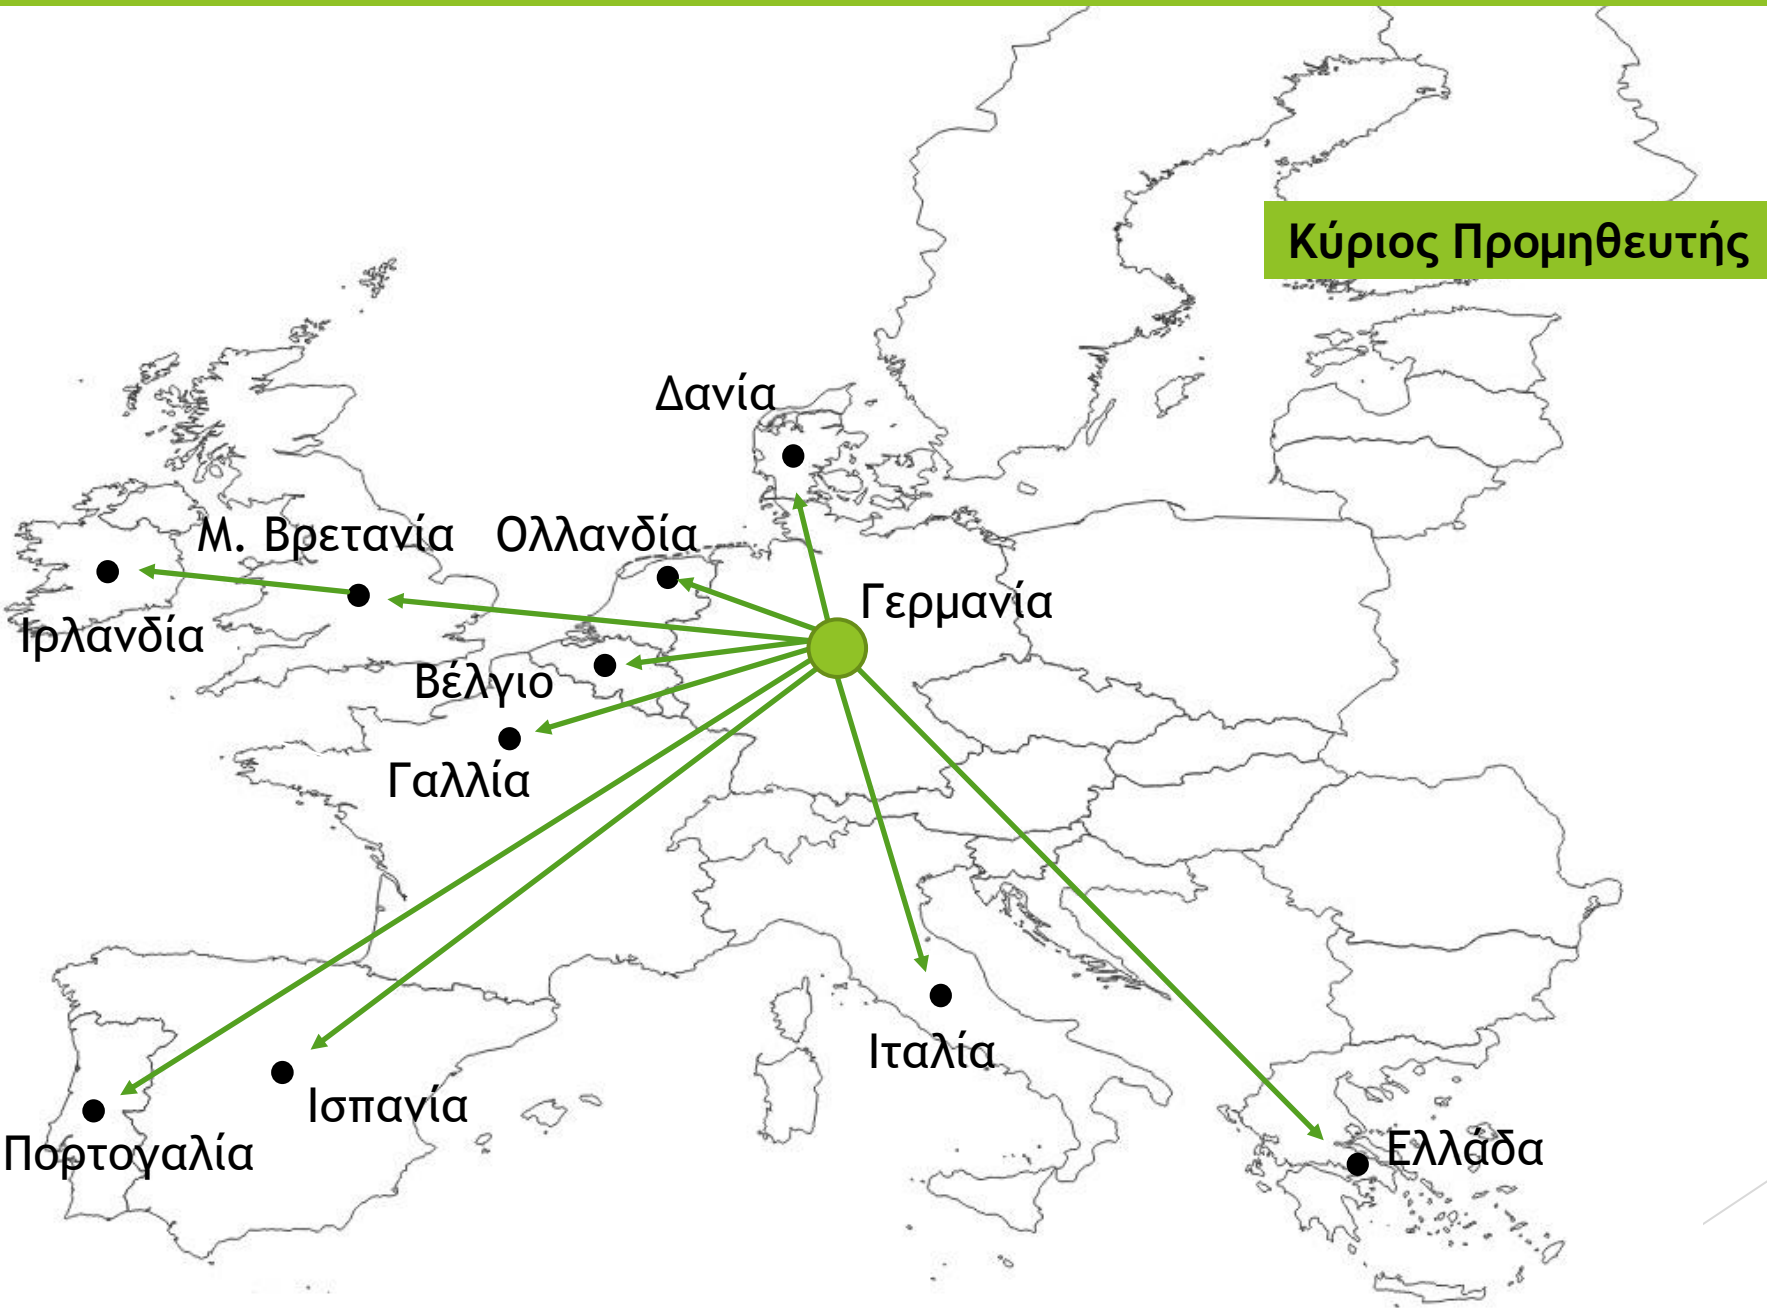 Κύριος Προμηθευτής
Δανία
Μ. Βρετανία
Ολλανδία
Γερμανία
Ιρλανδία
Βέλγιο
Γαλλία
Ιταλία
Ισπανία
Πορτογαλία
Ελλάδα